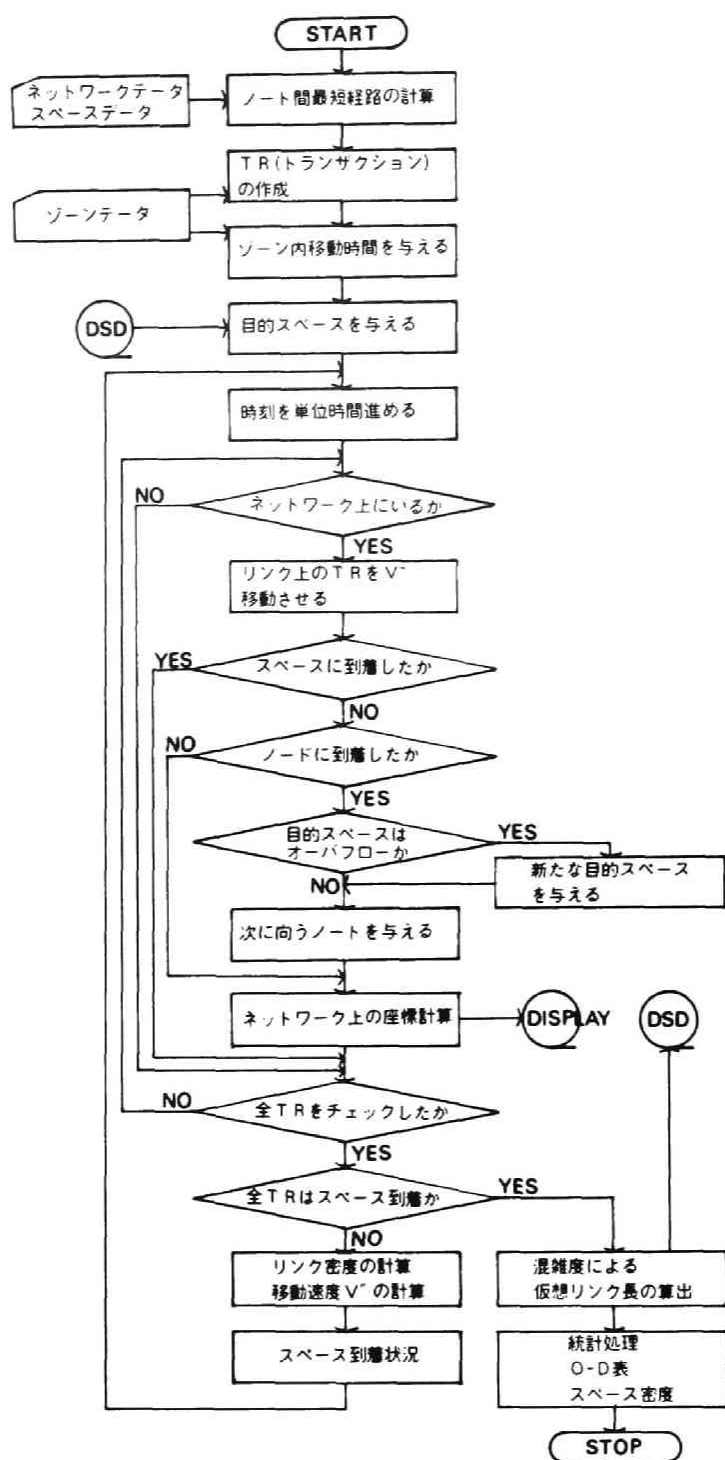 START
ネットワークテータ
スペースデータ
ノート間最短経路の計算
TR(トランザクション)
の作成
ゾーンテータ
ゾーン内移動時間を与える
DSD
目的スペースを与える
時刻を単位時間進める
NO
ネットワーク上にいるか
YES
リンク上のTRをV¨
移動させる
YES
スペースに到着したか
NO
NO
ノードに到着したか
YES
目的スペースは
オーバフローか
YES
NO
新たな目的スペース
を与える
次に向うノートを与える
ネットワーク上の座標計算
DISPLAY
DSD
NO
全TRをチェックしたか
YES
全TRはスペース到着か
YES
NO
リンク密度の計算
移動速度V¨の計算
混雑度による
仮想リンク長の算出
スペース到着状況
統計処理
O-D表
スペース密度
STOP